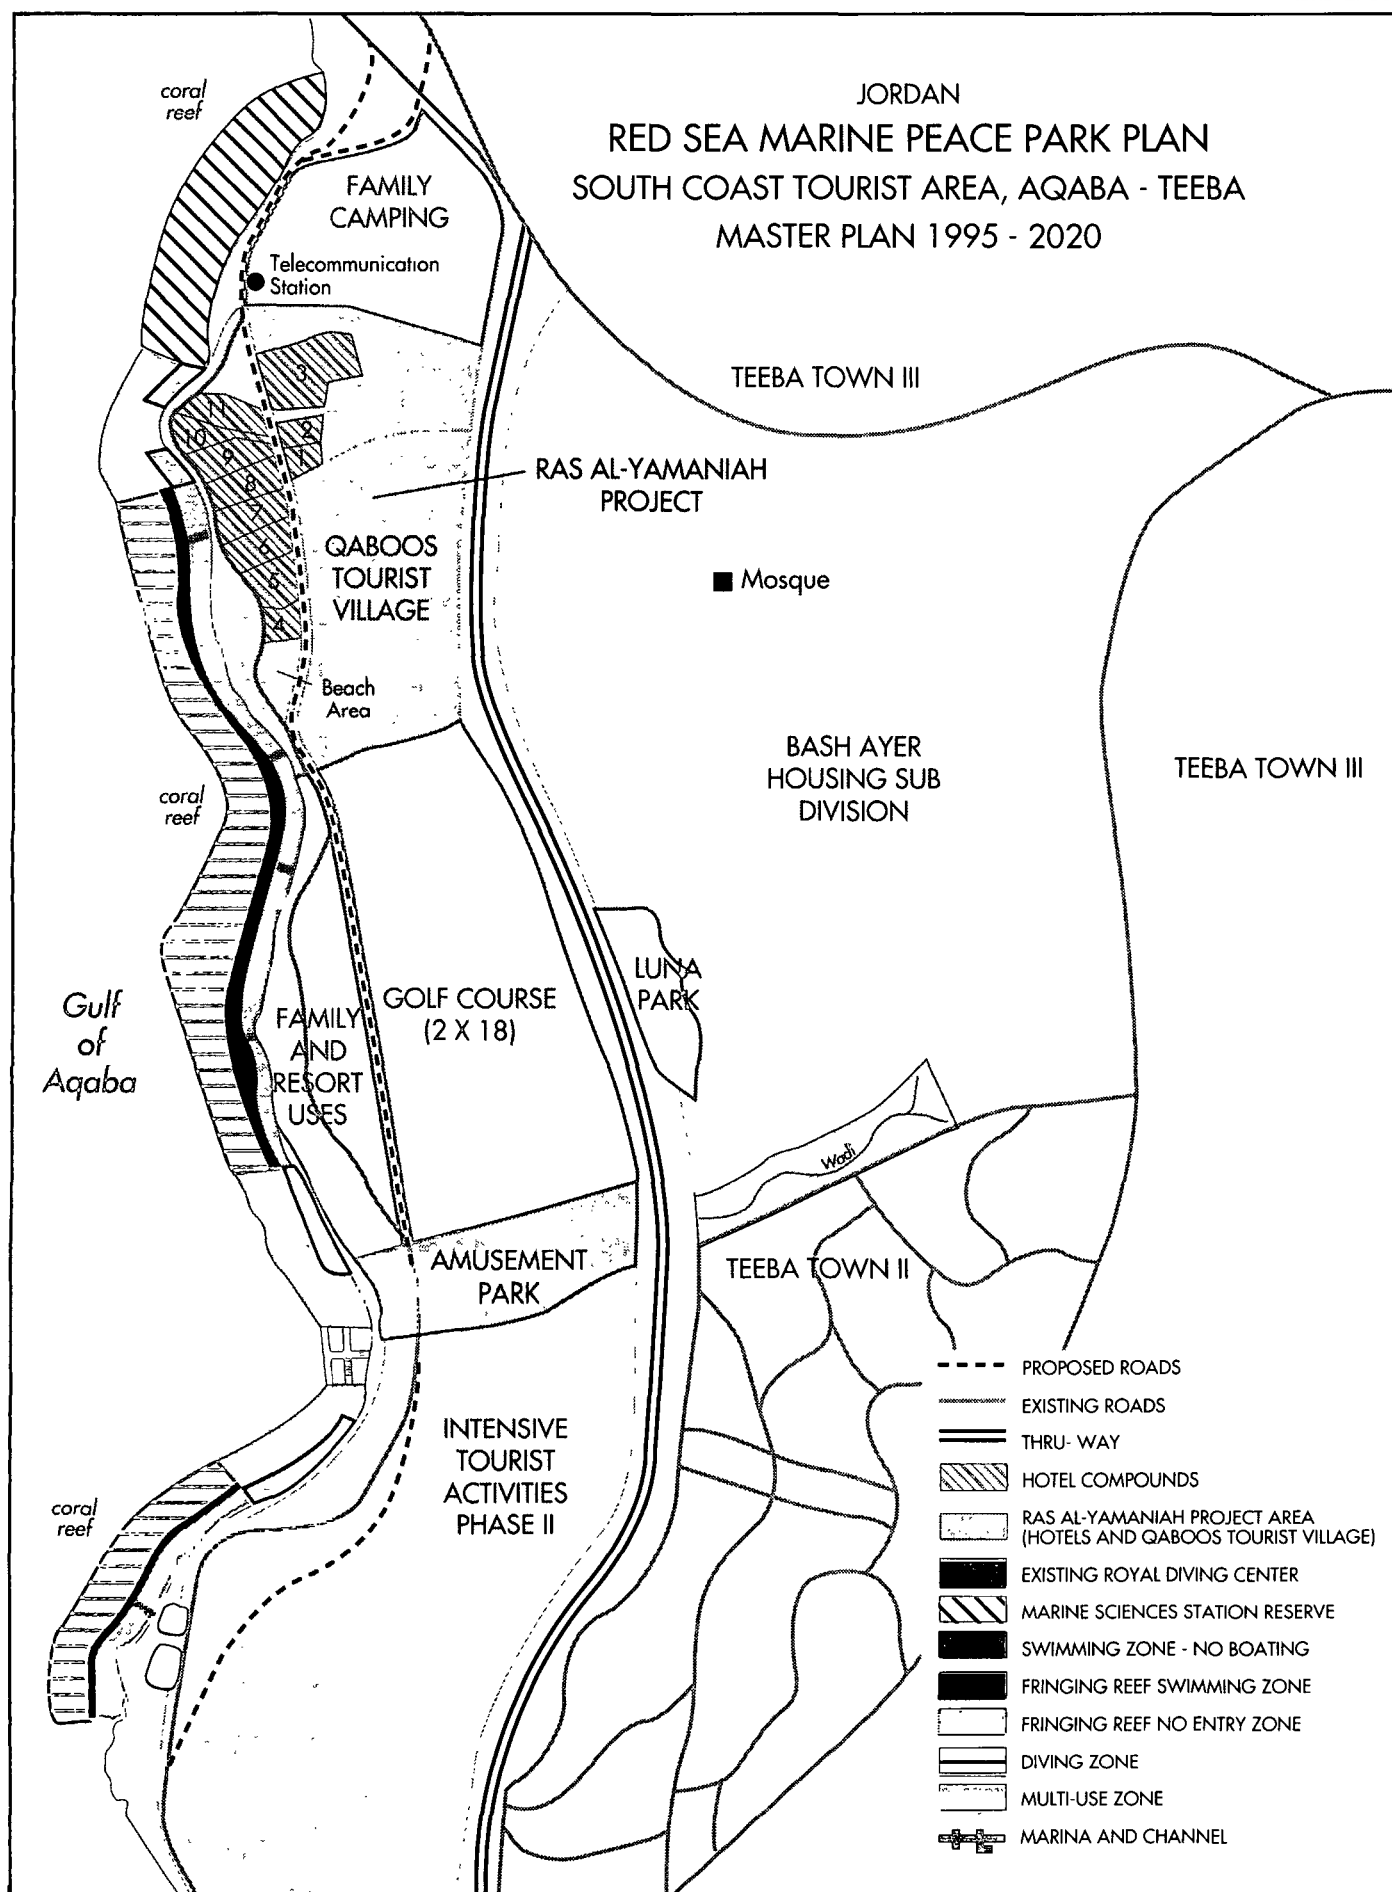 JORDAN
RED SEA MARINE PEACE PARK PLAN
SOUTH COAST TOURIST AREA, AQABA - TEEBA
MASTER PLAN 1995 - 2020
coral
reef
FAMILY
CAMPING
Telecommunication
Station
TEEBA TOWN III
3
11
2
10
1
9
8
7
6
5
4
RAS AL-YAMANIAH
PROJECT
QABOOS
TOURIST
VILLAGE
Mosque
Beach
Area
BASH AYER
HOUSING SUB
DIVISION
TEEBA TOWN III
coral
reef
LUNA
PARK
GOLF COURSE
(2 X 18)
Gulf
of
Aqaba
FAMILY
AND
RESORT
USES
Wadi
AMUSEMENT
PARK
TEEBA TOWN II
INTENSIVE
TOURIST
ACTIVITIES
PHASE II
coral
reef
PROPOSED ROADS
EXISTING ROADS
THRU- WAY
HOTEL COMPOUNDS
RAS AL-YAMANIAH PROJECT AREA
(HOTELS AND QABOOS TOURIST VILLAGE)
EXISTING ROYAL DIVING CENTER
MARINE SCIENCES STATION RESERVE
SWIMMING ZONE - NO BOATING
FRINGING REEF SWIMMING ZONE
FRINGING REEF NO ENTRY ZONE
DIVING ZONE
MULTI-USE ZONE
MARINA AND CHANNEL